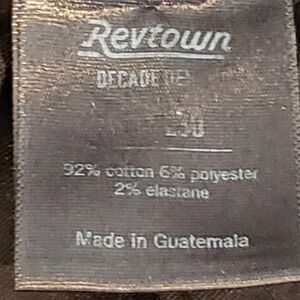 Revtown
DECADE
92% cotton 6% polyester
2% elastane
Made in Guatemala